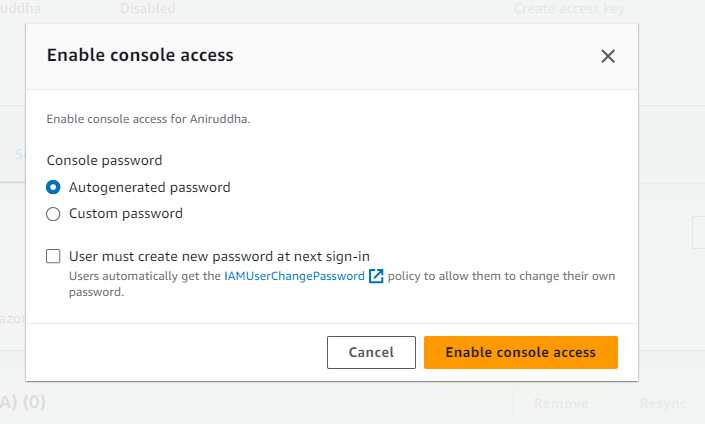 uddha Disabled Create access key
Enable console access
Enable console access for Aniruddha.
Console password
Autogenerated password
Custom password
User must create new password at next sign-in
Users automatically get the IAMUserChangePassword policy to allow them to change their own
password.
Cancel Enable console access
A) (0) Remove Resync